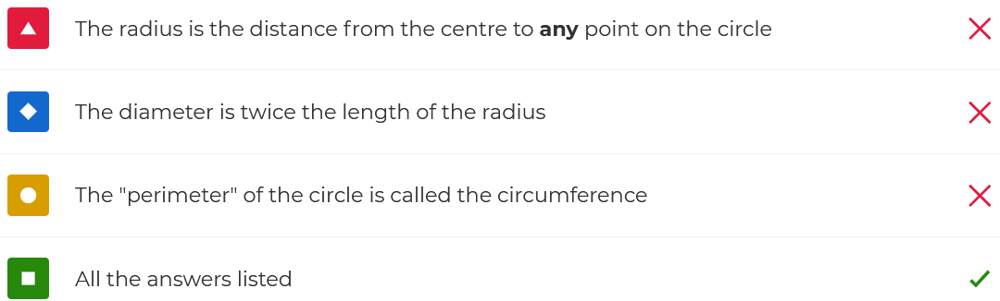 The radius is the distance from the centre to any point on the circle
The diameter is twice the length of the radius
The "perimeter" of the circle is called the circumference
All the answers listed